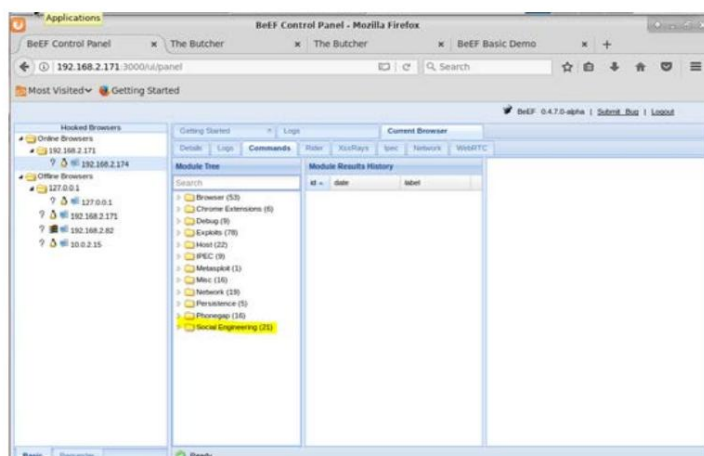 Applications
BeEF Control Panel - Mozilla Firefox
BeEF Control Panel × The Butcher × The Butcher × BeEF Basic Demo × +
192.168.2.171:3000/ui/panel Search
Most Visited Getting Started
BeEF 0.4.7.0-alpha | Submit Bug | Logout
Hooked Browsers
Getting Started Logs Current Browser
Online Browsers
192.168.2.171
? 192.168.2.174
Offline Browsers
127.0.0.1
? 127.0.0.1
? 192.168.2.171
? 192.168.2.82
? 10.0.2.15
Details Logs Commands Rider XssRays Ipec Network WebRTC
Module Tree
Search
Browser (53)
Chrome Extensions (6)
Debug (9)
Exploits (78)
Host (22)
IPEC (9)
Metasploit (1)
Misc (16)
Network (19)
Persistence (5)
Phonegap (16)
Social Engineering (21)
Module Results History
id date label
Basic Requester
Ready